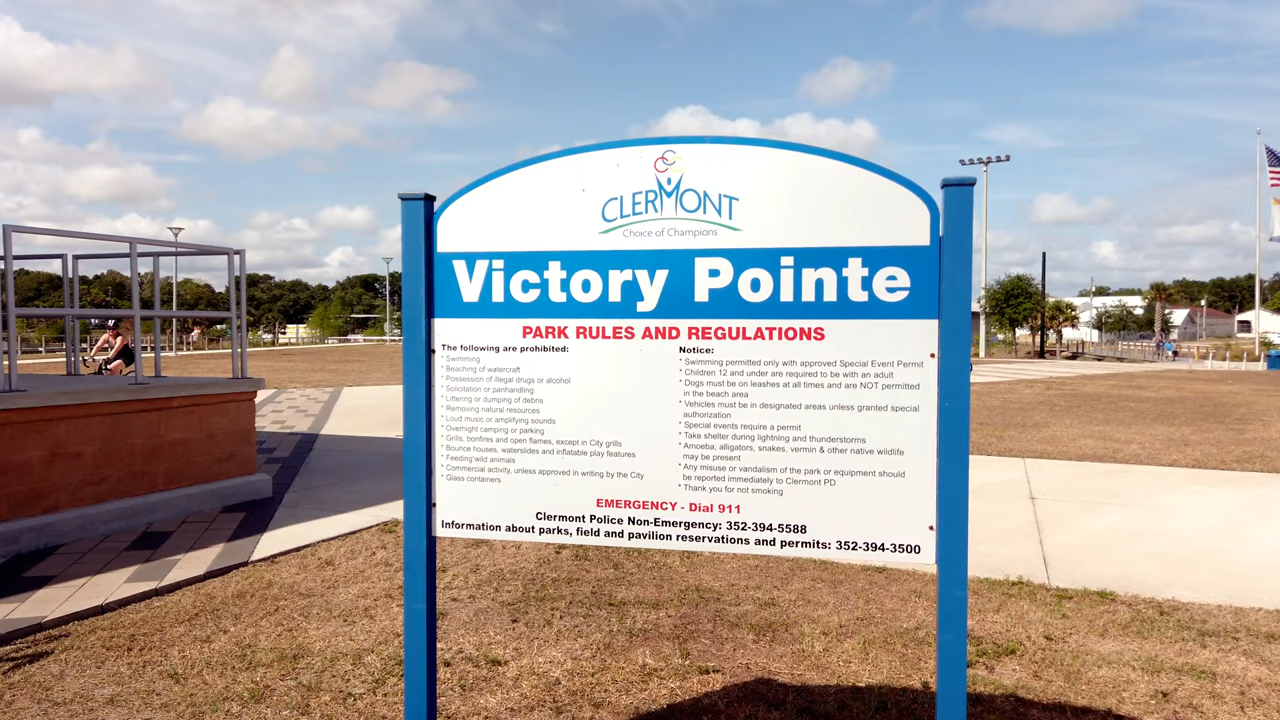 CLERMONT
Choice of Champions
Victory Pointe
PARK RULES AND REGULATIONS
The following are prohibited:
* Swimming
* Beaching of watercraft
* Possession of illegal drugs or alcohol
* Solicitation or panhandling
* Littering or dumping of debris
* Removing natural resources
* Loud music or amplifying sounds
* Overnight camping or parking
* Grills, bonfires and open flames, except in City grills
* Bounce houses, waterslides and inflatable play features
* Feeding wild animals
* Commercial activity, unless approved in writing by the City
* Glass containers
Notice:
* Swimming permitted only with approved Special Event Permit
* Children 12 and under are required to be with an adult
* Dogs must be on leashes at all times and are NOT permitted
in the beach area
* Vehicles must be in designated areas unless granted special
authorization
* Special events require a permit
* Take shelter during lightning and thunderstorms
* Amoeba, alligators, snakes, vermin & other native wildlife
may be present
* Any misuse or vandalism of the park or equipment should
be reported immediately to Clermont PD
* Thank you for not smoking
EMERGENCY - Dial 911
Clermont Police Non-Emergency: 352-394-5588
Information about parks, field and pavilion reservations and permits: 352-394-3500